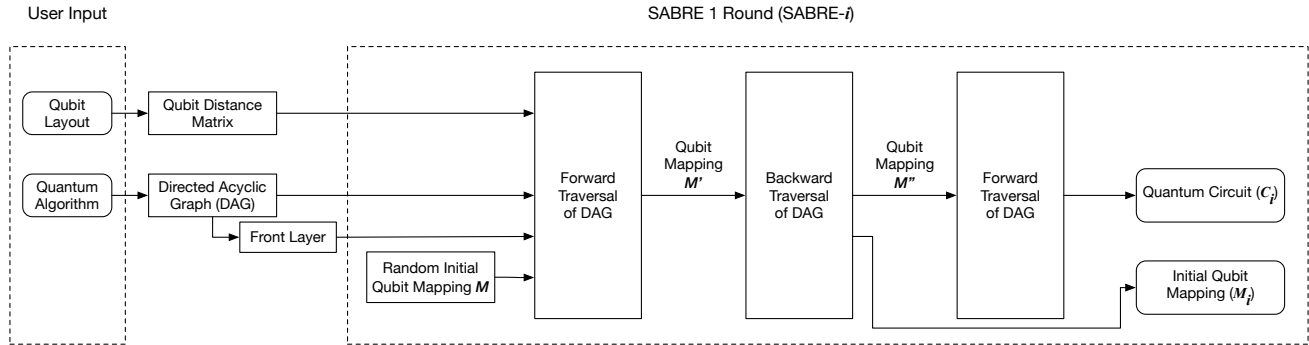 User Input
SABRE 1 Round (SABRE-i)
Qubit
Layout
Qubit Distance
Matrix
Quantum
Algorithm
Directed Acyclic
Graph (DAG)
Front Layer
Random Initial
Qubit Mapping M
Forward
Traversal
of DAG
Qubit
Mapping
M'
Backward
Traversal
of DAG
Qubit
Mapping
M"
Forward
Traversal
of DAG
Quantum Circuit (C_i)
Initial Qubit
Mapping (M_i)